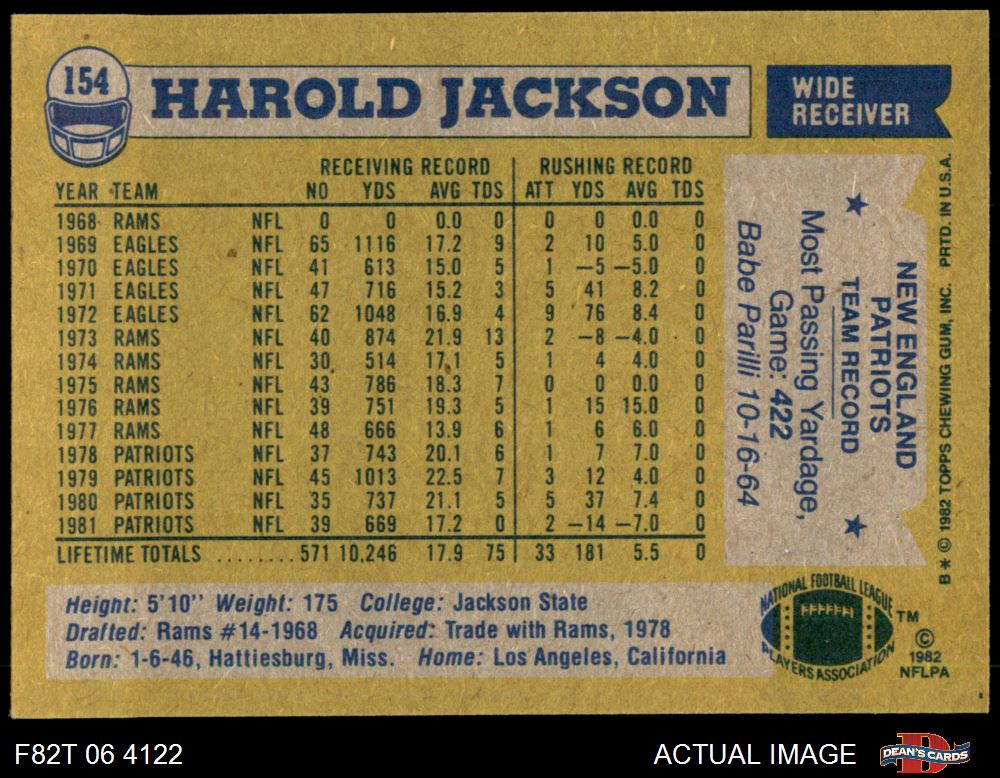 154
HAROLD JACKSON
WIDE
RECEIVER
RECEIVING RECORD RUSHING RECORD
YEAR TEAM NO YDS AVG TDS ATT YDS AVG TDS
1968 RAMS NFL 0 0 0.0 0 0 0 0.0 0
1969 EAGLES NFL 65 1116 17.2 9 2 10 5.0 0
1970 EAGLES NFL 41 613 15.0 5 1 –5 –5.0 0
1971 EAGLES NFL 47 716 15.2 3 5 41 8.2 0
1972 EAGLES NFL 62 1048 16.9 4 9 76 8.4 0
1973 RAMS NFL 40 874 21.9 13 2 –8 –4.0 0
1974 RAMS NFL 30 514 17.1 5 1 4 4.0 0
1975 RAMS NFL 43 786 18.3 7 0 0 0.0 0
1976 RAMS NFL 39 751 19.3 5 1 15 15.0 0
1977 RAMS NFL 48 666 13.9 6 1 6 6.0 0
1978 PATRIOTS NFL 37 743 20.1 6 1 7 7.0 0
1979 PATRIOTS NFL 45 1013 22.5 7 3 12 4.0 0
1980 PATRIOTS NFL 35 737 21.1 5 5 37 7.4 0
1981 PATRIOTS NFL 39 669 17.2 0 2 –14 –7.0 0
LIFETIME TOTALS ........ 571 10,246 17.9 75 33 181 5.5 0
NEW ENGLAND
PATRIOTS
TEAM RECORD
Most Passing Yardage,
Game: 422
Babe Parilli 10-16-64
B* © 1982 TOPPS CHEWING GUM, INC. PRTD. IN U.S.A.
Height: 5'10" Weight: 175 College: Jackson State
Drafted: Rams #14-1968 Acquired: Trade with Rams, 1978
Born: 1-6-46, Hattiesburg, Miss. Home: Los Angeles, California
NATIONAL FOOTBALL LEAGUE
PLAYERS ASSOCIATION
TM
©
1982
NFLPA
F82T 06 4122
ACTUAL IMAGE
D
DEAN'S CARDS